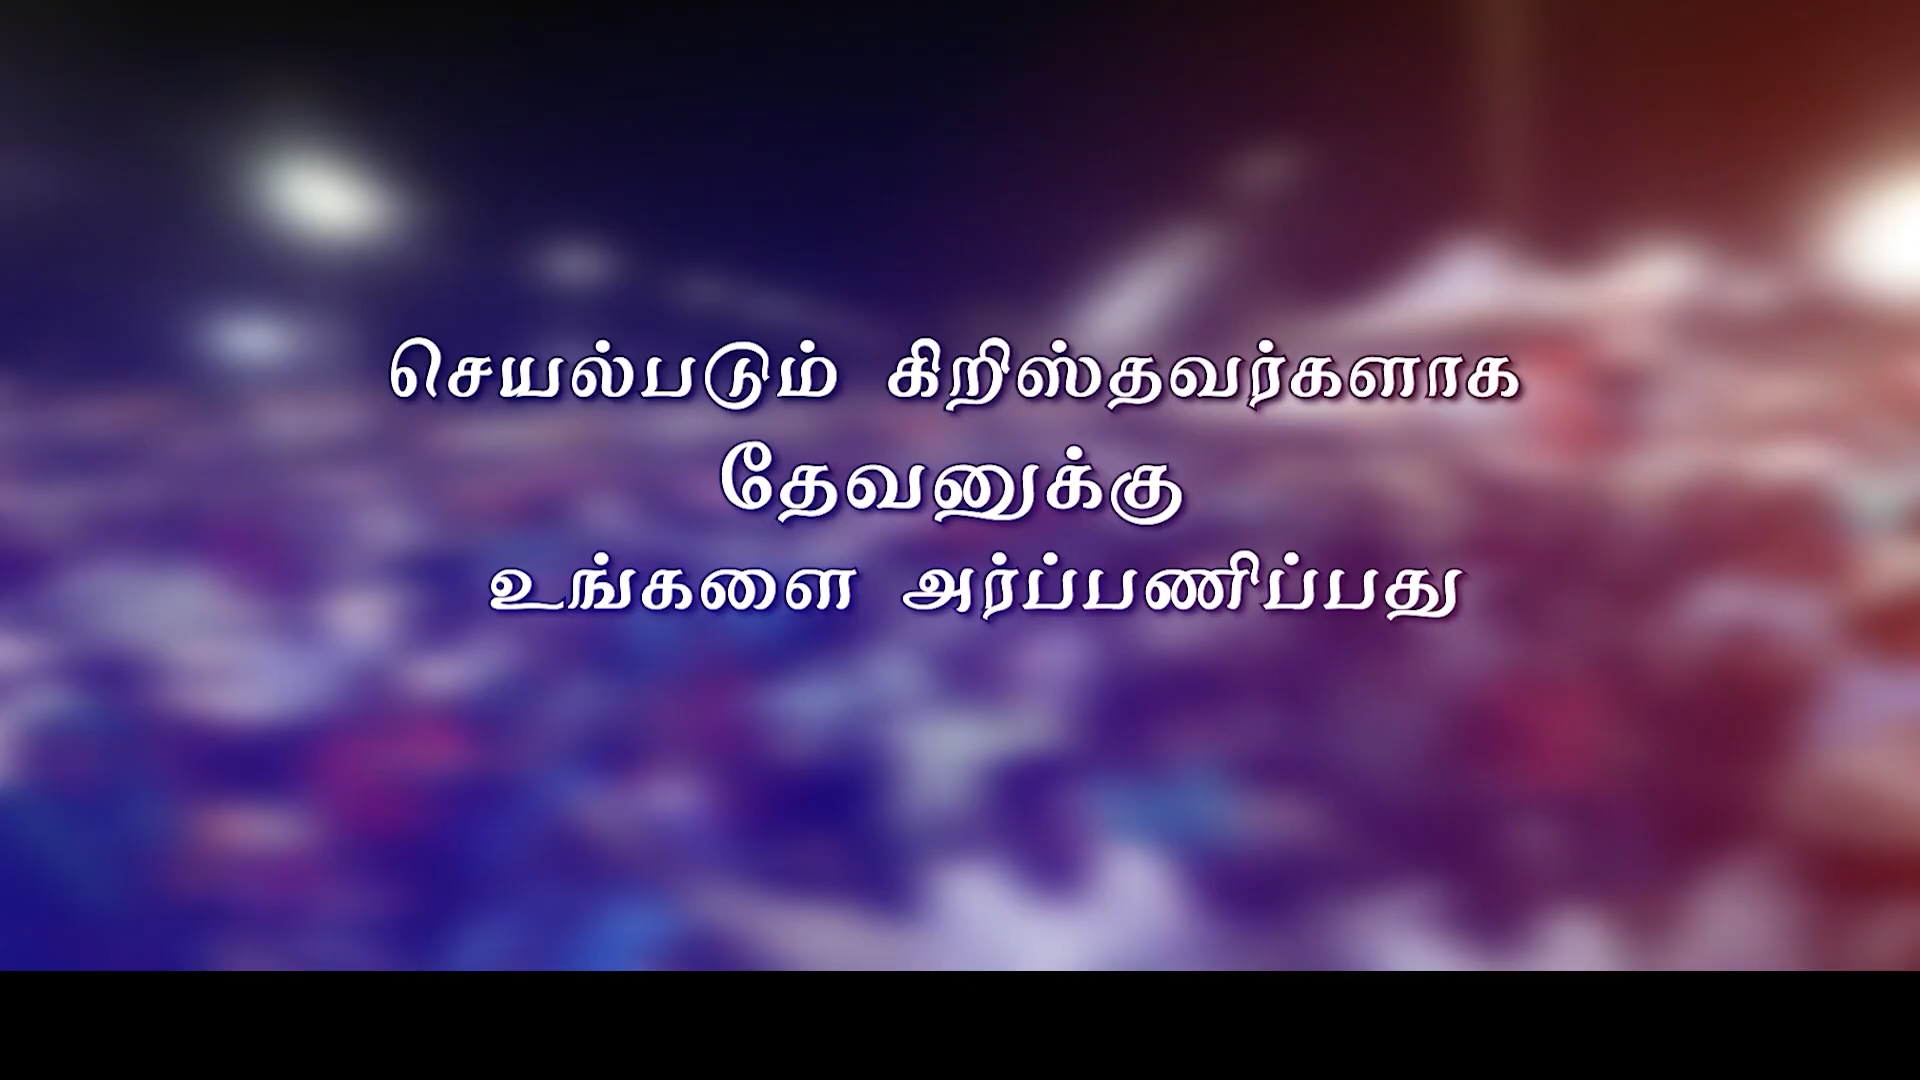 செயல்படும் கிறிஸ்தவர்களாக
தேவனுக்கு
உங்களை அர்ப்பணிப்பது